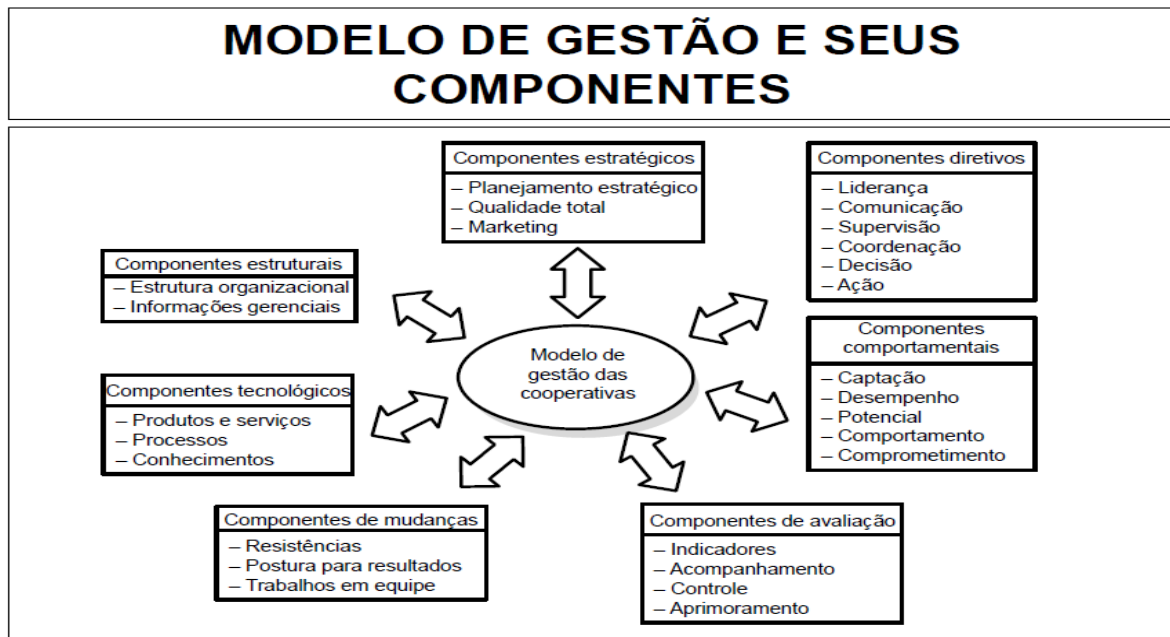 MODELO DE GESTÃO E SEUS
COMPONENTES
Componentes estratégicos
– Planejamento estratégico
– Qualidade total
– Marketing
Componentes diretivos
– Liderança
– Comunicação
– Supervisão
– Coordenação
– Decisão
– Ação
Componentes estruturais
– Estrutura organizacional
– Informações gerenciais
Modelo de
gestão das
cooperativas
Componentes
comportamentais
– Captação
– Desempenho
– Potencial
– Comportamento
– Comprometimento
Componentes tecnológicos
– Produtos e serviços
– Processos
– Conhecimentos
Componentes de mudanças
– Resistências
– Postura para resultados
– Trabalhos em equipe
Componentes de avaliação
– Indicadores
– Acompanhamento
– Controle
– Aprimoramento